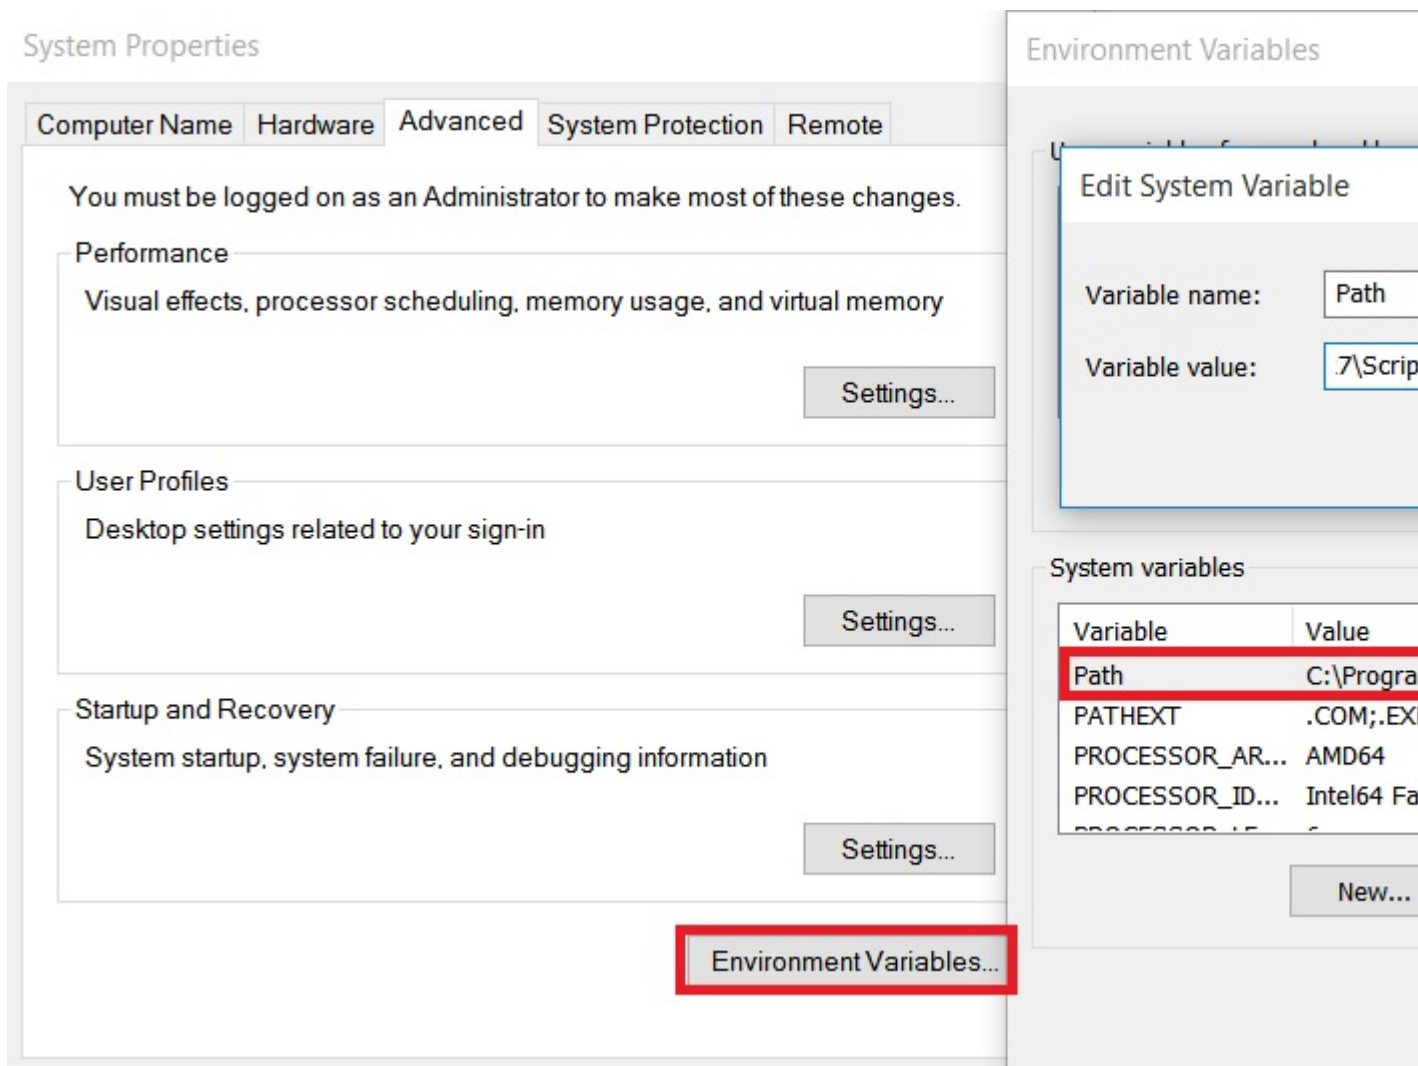 System Properties
Computer Name Hardware Advanced System Protection Remote
You must be logged on as an Administrator to make most of these changes.
Performance
Visual effects, processor scheduling, memory usage, and virtual memory
Settings...
User Profiles
Desktop settings related to your sign-in
Settings...
Startup and Recovery
System startup, system failure, and debugging information
Settings...
Environment Variables...
Environment Variables
Edit System Variable
Variable name: Path
Variable value: 7\Scrip
System variables
Variable Value
Path C:\Progra
PATHEXT .COM;.EX
PROCESSOR_AR... AMD64
PROCESSOR_ID... Intel64 Fa
New...